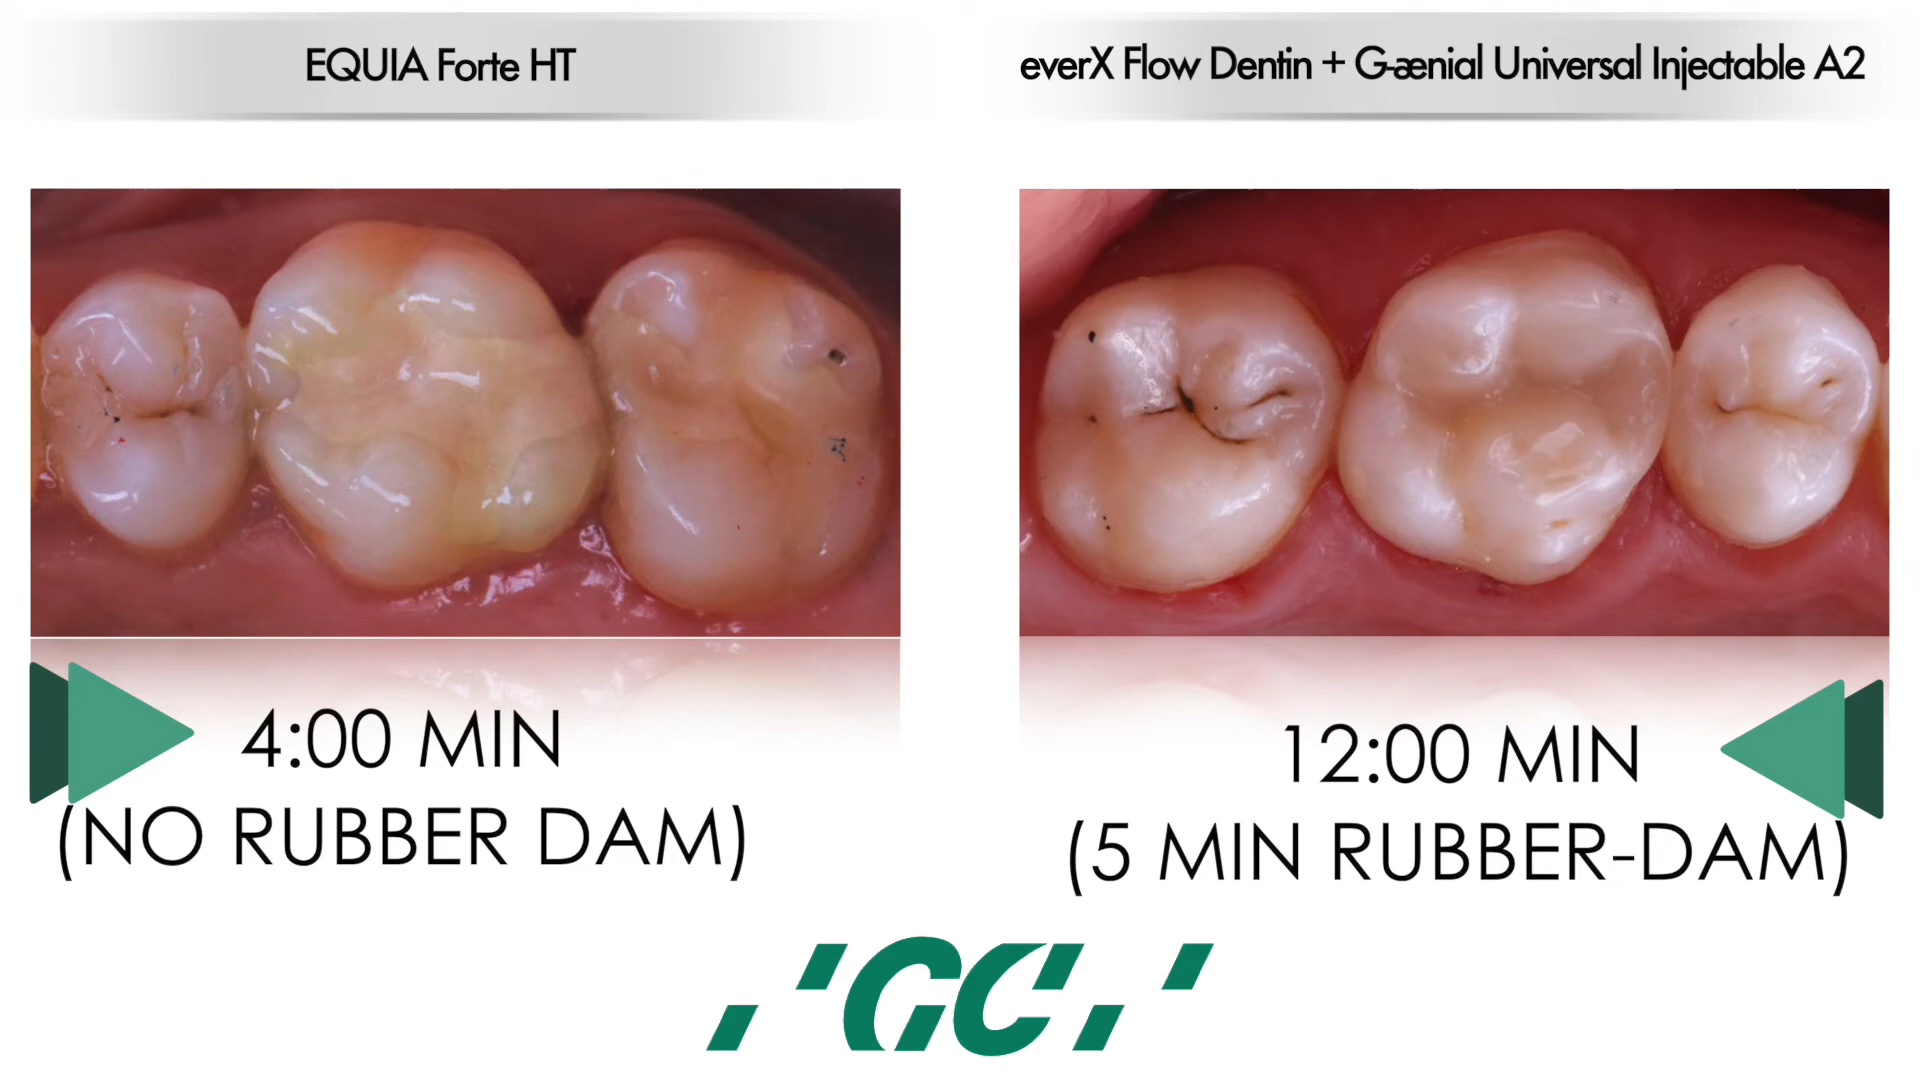 EQUIA Forte HT
everX Flow Dentin + G-ænial Universal Injectable A2
4:00 MIN
(NO RUBBER DAM)
12:00 MIN
(5 MIN RUBBER-DAM)
GC